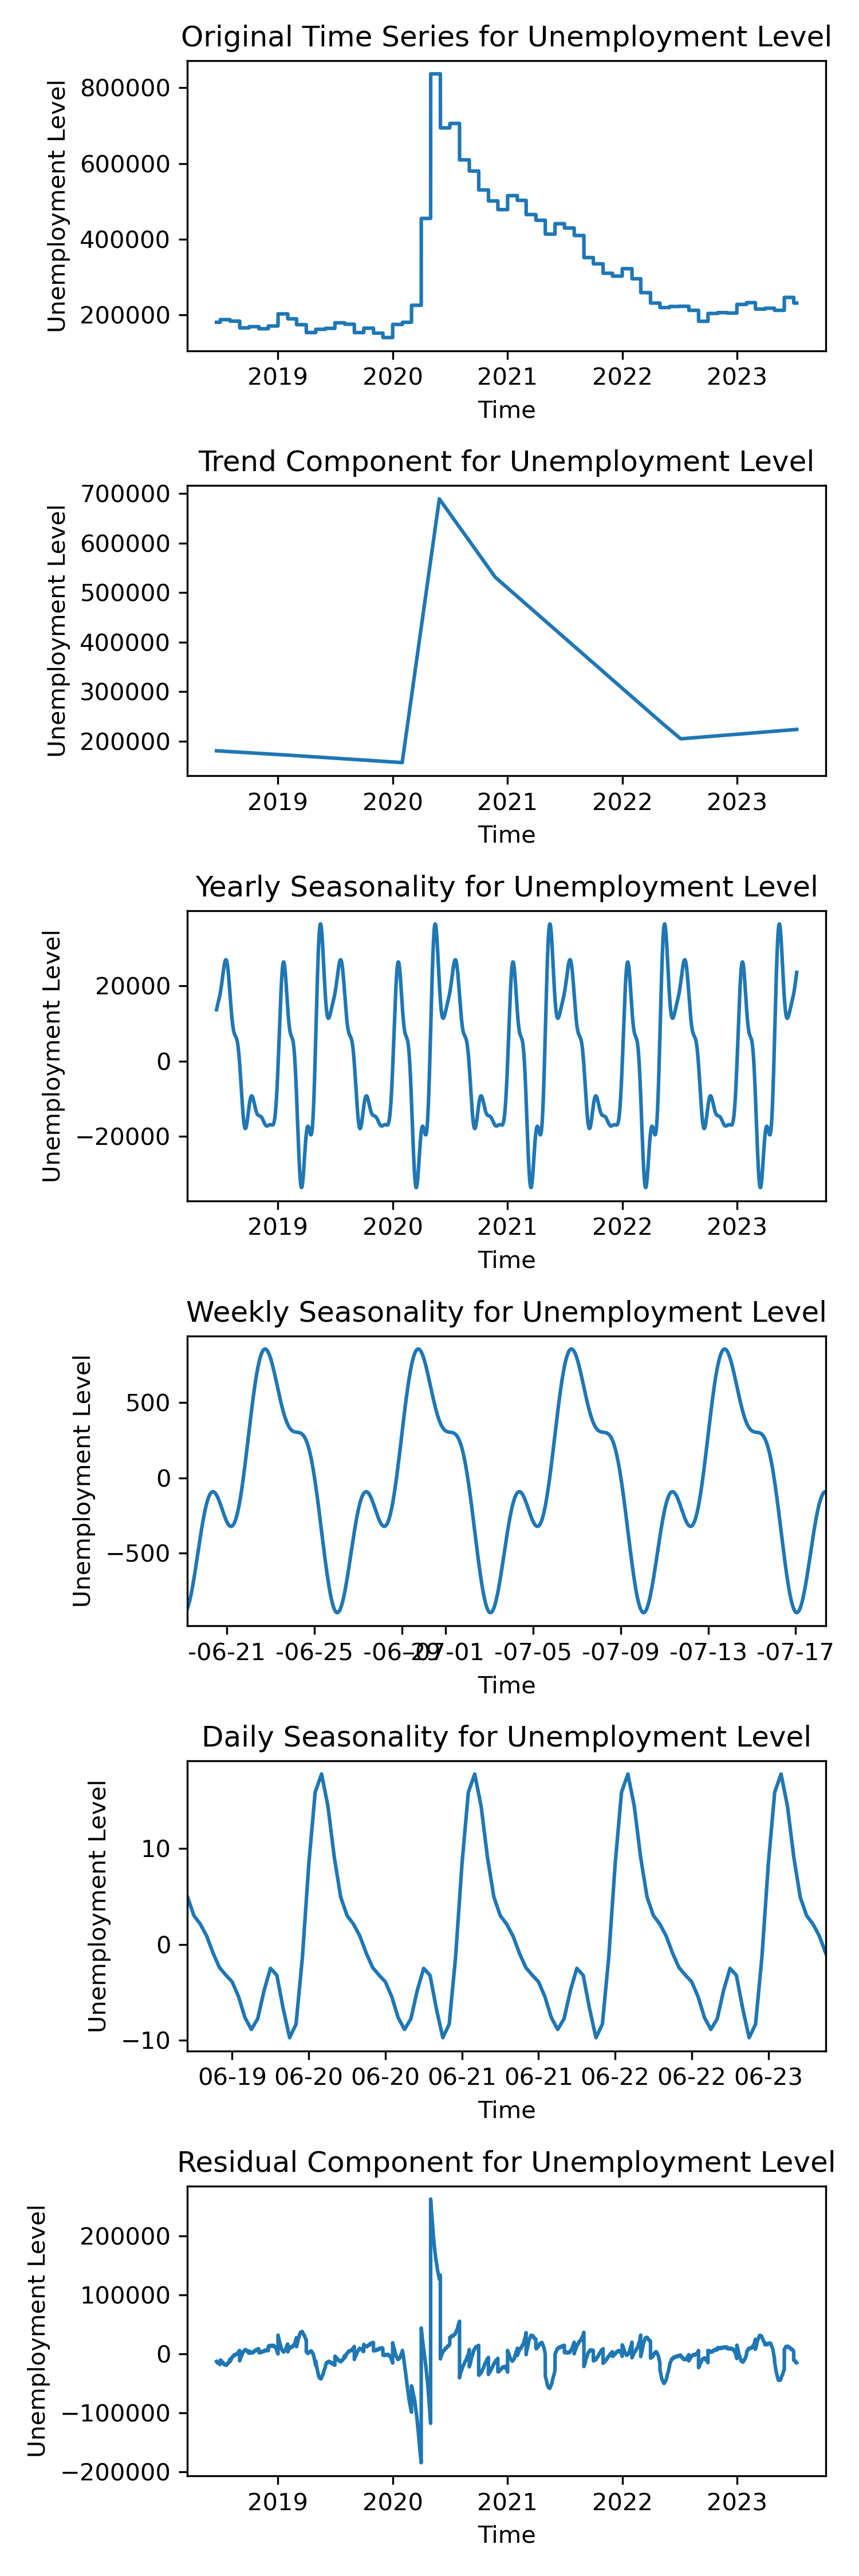 Original Time Series for Unemployment Level
Unemployment Level
800000
600000
400000
200000
2019 2020 2021 2022 2023
Time
Trend Component for Unemployment Level
Unemployment Level
700000
600000
500000
400000
300000
200000
2019 2020 2021 2022 2023
Time
Yearly Seasonality for Unemployment Level
Unemployment Level
20000
0
−20000
2019 2020 2021 2022 2023
Time
Weekly Seasonality for Unemployment Level
Unemployment Level
500
0
−500
-06-21 -06-25 -06-29 -07-01 -07-05 -07-09 -07-13 -07-17
Time
Daily Seasonality for Unemployment Level
Unemployment Level
10
0
−10
06-19 06-20 06-20 06-21 06-21 06-22 06-22 06-23
Time
Residual Component for Unemployment Level
Unemployment Level
200000
100000
0
−100000
−200000
2019 2020 2021 2022 2023
Time